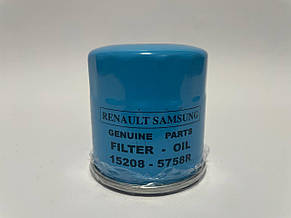 RENAULT SAMSUNG
GENUINE PARTS
FILTER - OIL
15208 - 5758R